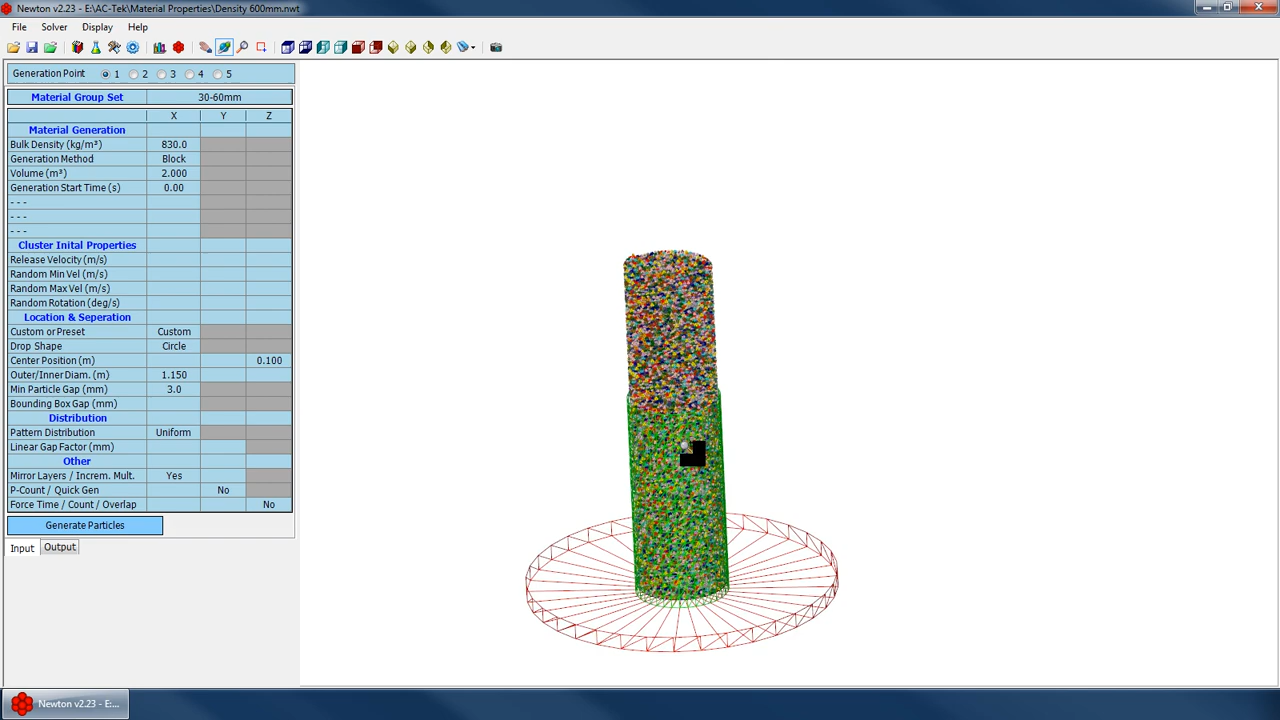 Newton v2.23 - E:\AC-Tek\Material Properties\Density 600mm.nwt
File Solver Display Help
Generation Point 1 2 3 4 5
Material Group Set 30-60mm
X Y Z
Material Generation
Bulk Density (kg/m³) 830.0
Generation Method Block
Volume (m³) 2.000
Generation Start Time (s) 0.00
- - -
- - -
- - -
Cluster Inital Properties
Release Velocity (m/s)
Random Min Vel (m/s)
Random Max Vel (m/s)
Random Rotation (deg/s)
Location & Seperation
Custom or Preset Custom
Drop Shape Circle
Center Position (m) 0.100
Outer/Inner Diam. (m) 1.150
Min Particle Gap (mm) 3.0
Bounding Box Gap (mm)
Distribution
Pattern Distribution Uniform
Linear Gap Factor (mm)
Other
Mirror Layers / Increm. Mult. Yes
P-Count / Quick Gen No
Force Time / Count / Overlap No
Generate Particles
Input Output
Newton v2.23 - E:...